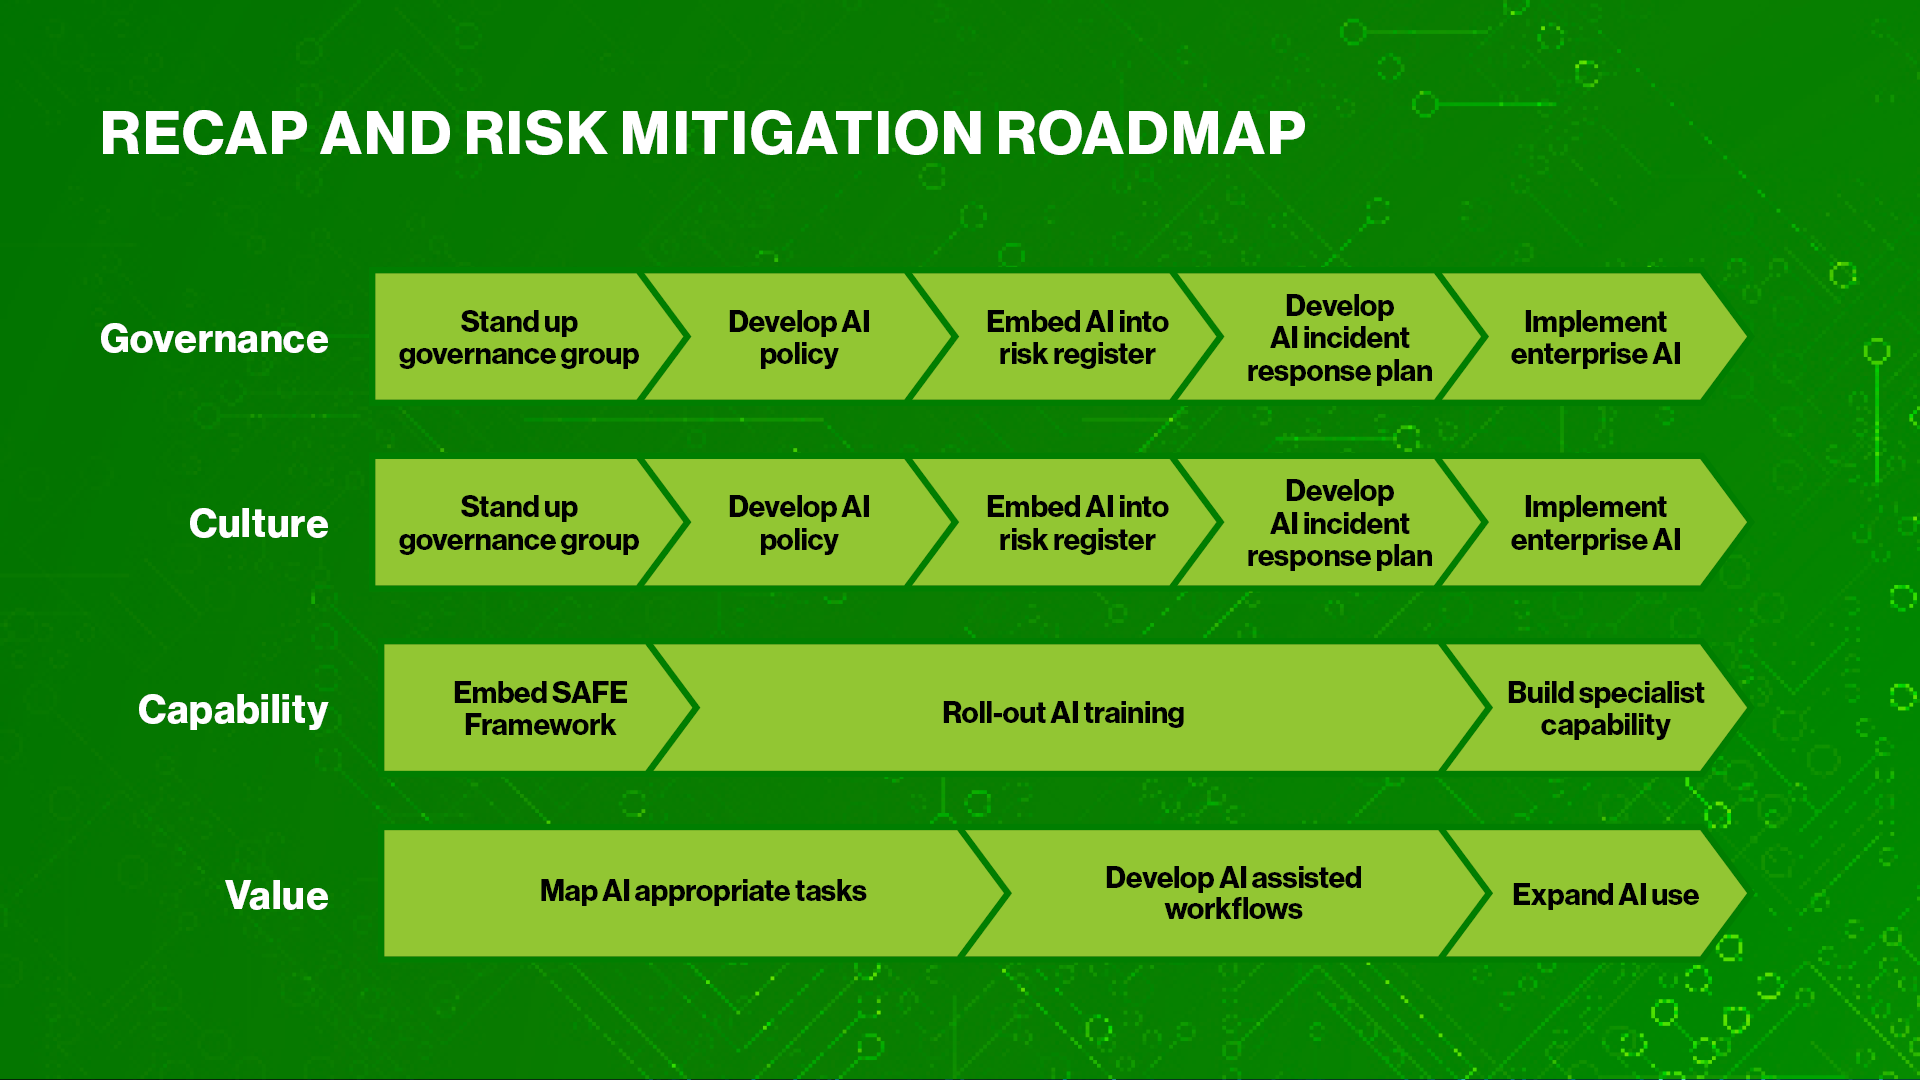 RECAP AND RISK MITIGATION ROADMAP
Governance
Stand up
governance group
Develop AI
policy
Embed AI into
risk register
Develop
AI incident
response plan
Implement
enterprise AI
Culture
Stand up
governance group
Develop AI
policy
Embed AI into
risk register
Develop
AI incident
response plan
Implement
enterprise AI
Capability
Embed SAFE
Framework
Roll-out AI training
Build specialist
capability
Value
Map AI appropriate tasks
Develop AI assisted
workflows
Expand AI use